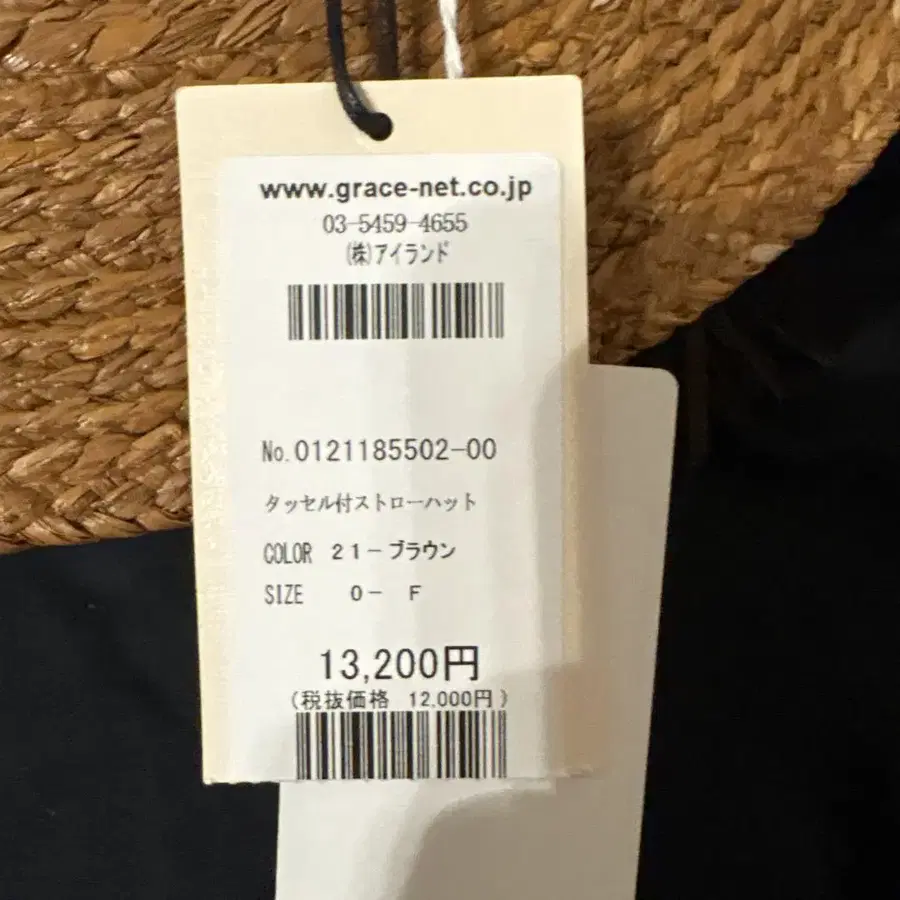 www.grace-net.co.jp
03-5459-4655
(株)アイランド
No.0121185502-00
タッセル付ストローハット
COLOR 21-ブラウン
SIZE 0- F
13,200円
(税抜価格 12,000円)